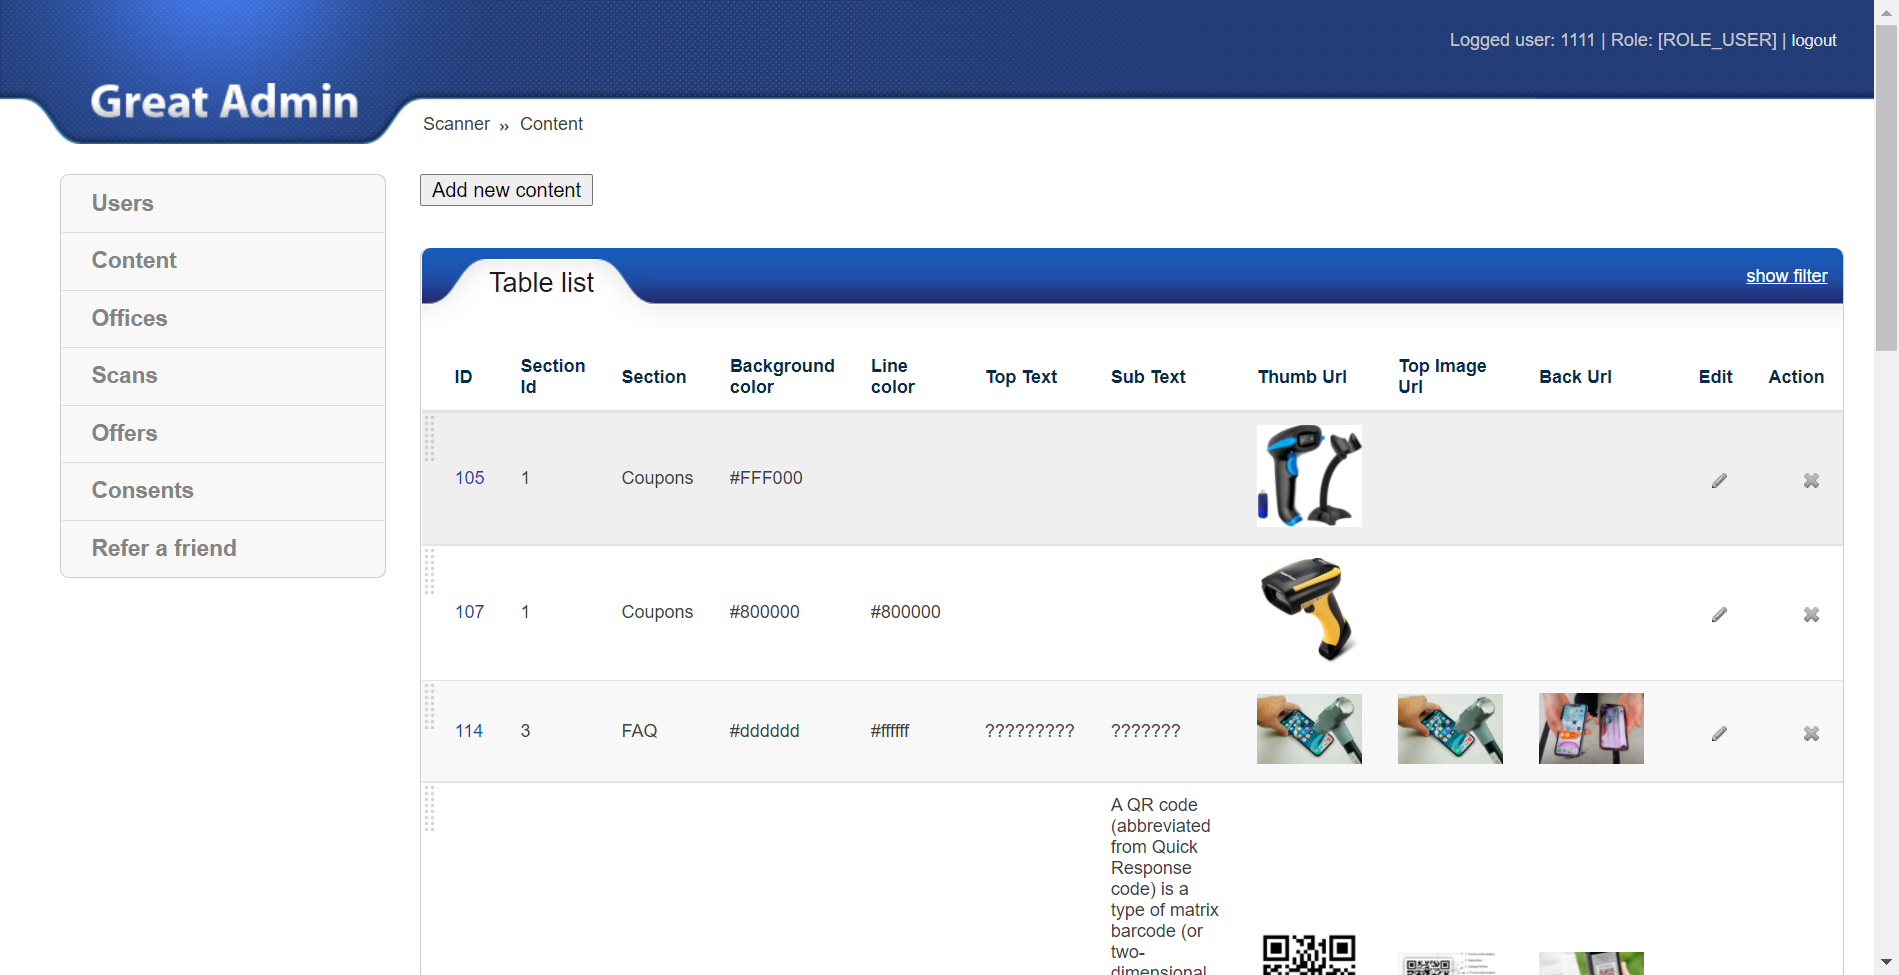 Logged user: 1111 | Role: [ROLE_USER] | logout
Great Admin
Scanner » Content
Users
Content
Offices
Scans
Offers
Consents
Refer a friend
Add new content
Table list
show filter
ID Section Id Section Background color Line color Top Text Sub Text Thumb Url Top Image Url Back Url Edit Action
105 1 Coupons #FFF000
107 1 Coupons #800000 #800000
114 3 FAQ #dddddd #ffffff ????????? ???????
A QR code
(abbreviated
from Quick
Response
code) is a
type of matrix
barcode (or
two-
dimensional